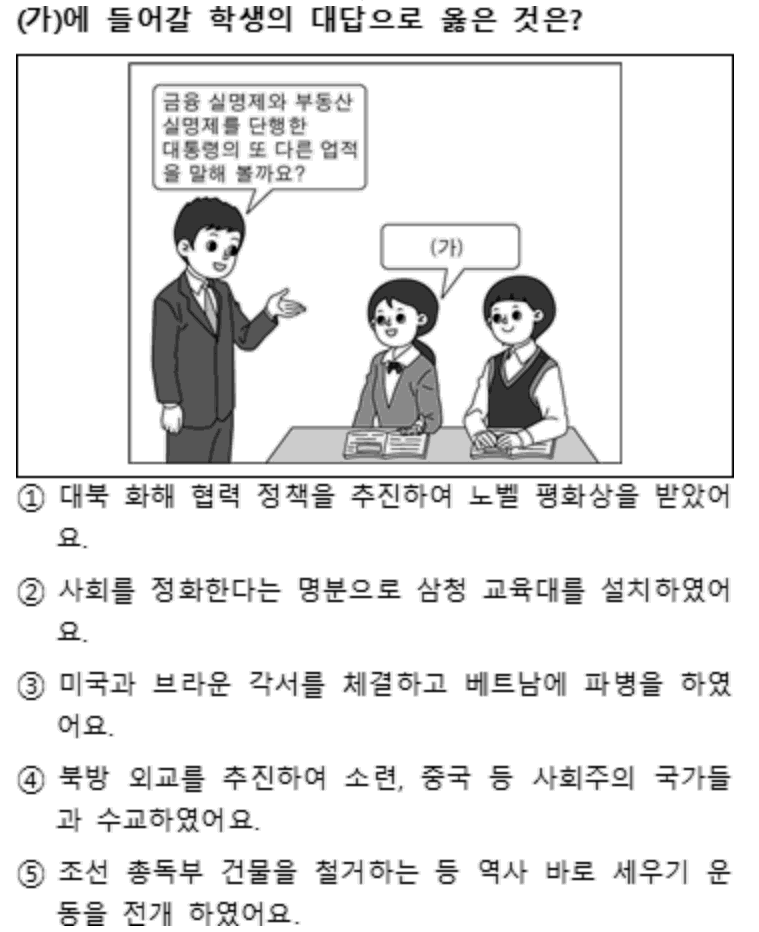 (가)에 들어갈 학생의 대답으로 옳은 것은?
금융 실명제와 부동산
실명제를 단행한
대통령의 또 다른 업적
을 말해 볼까요?
(가)
① 대북 화해 협력 정책을 추진하여 노벨 평화상을 받았어
요.
② 사회를 정화한다는 명분으로 삼청 교육대를 설치하였어
요.
③ 미국과 브라운 각서를 체결하고 베트남에 파병을 하였
어요.
④ 북방 외교를 추진하여 소련, 중국 등 사회주의 국가들
과 수교하였어요.
⑤ 조선 총독부 건물을 철거하는 등 역사 바로 세우기 운
동을 전개 하였어요.